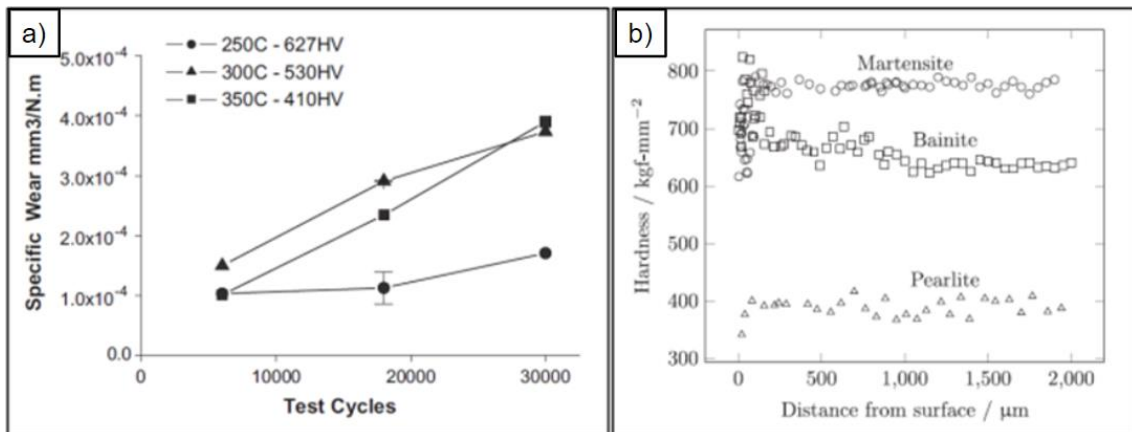 a)
5.0x10⁻⁴
4.0x10⁻⁴
3.0x10⁻⁴
2.0x10⁻⁴
1.0x10⁻⁴
0.0
Specific Wear mm3/N.m
250C - 627HV
300C - 530HV
350C - 410HV
0
10000
20000
30000
Test Cycles
b)
800
700
600
500
400
300
Hardness / kgf-mm⁻²
Martensite
Bainite
Pearlite
0
500
1,000
1,500
2,000
Distance from surface / μm